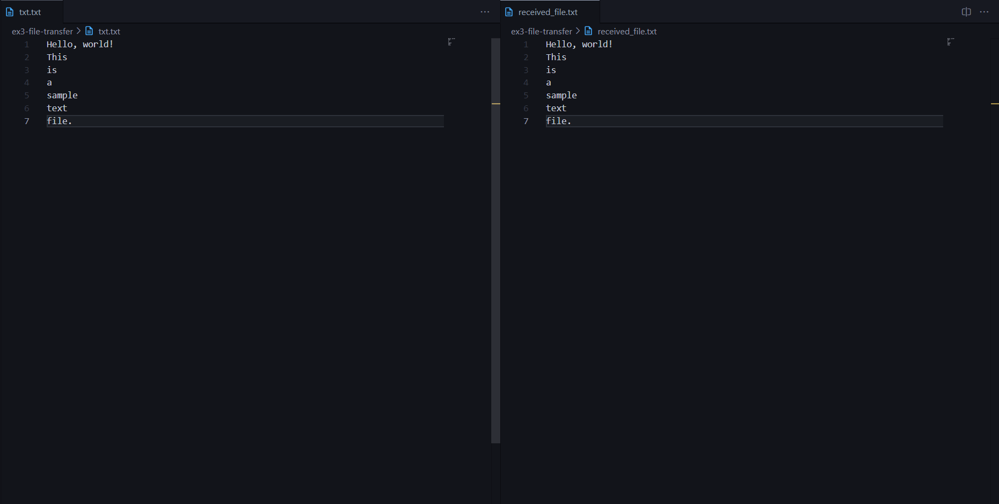 txt.txt
ex3-file-transfer > txt.txt
1 Hello, world!
2 This
3 is
4 a
5 sample
6 text
7 file.
received_file.txt
ex3-file-transfer > received_file.txt
1 Hello, world!
2 This
3 is
4 a
5 sample
6 text
7 file.